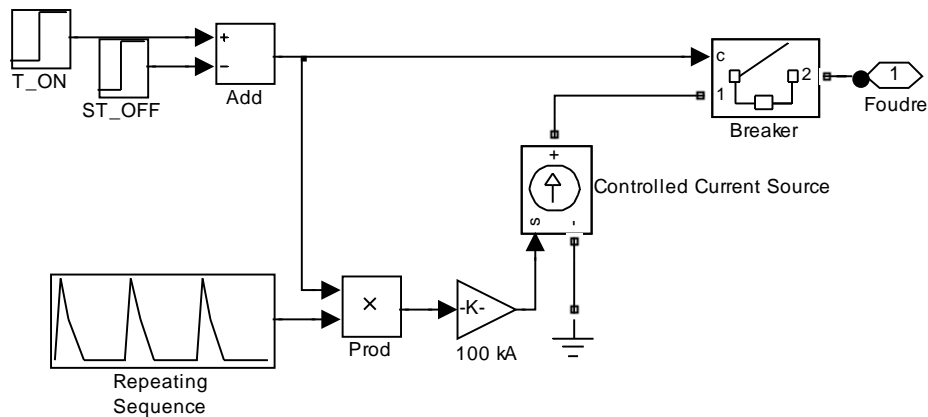 T_ON
ST_OFF
+
−
Add
c
1
2
Breaker
1
Foudre
+
s
-
Controlled Current Source
×
Prod
-K-
100 kA
Repeating
Sequence